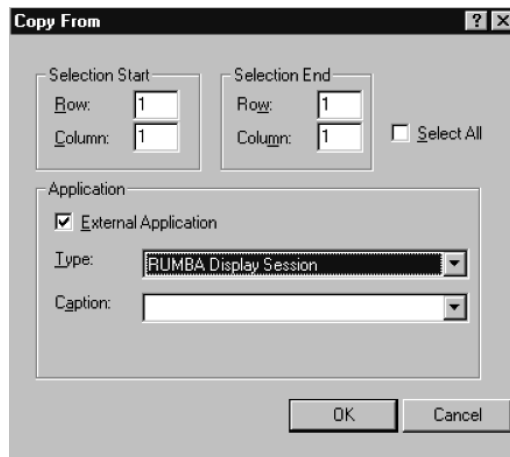 Copy From
Selection Start
Row: 1
Column: 1
Selection End
Row: 1
Column: 1
Select All
Application
External Application
Type: RUMBA Display Session
Caption:
OK Cancel